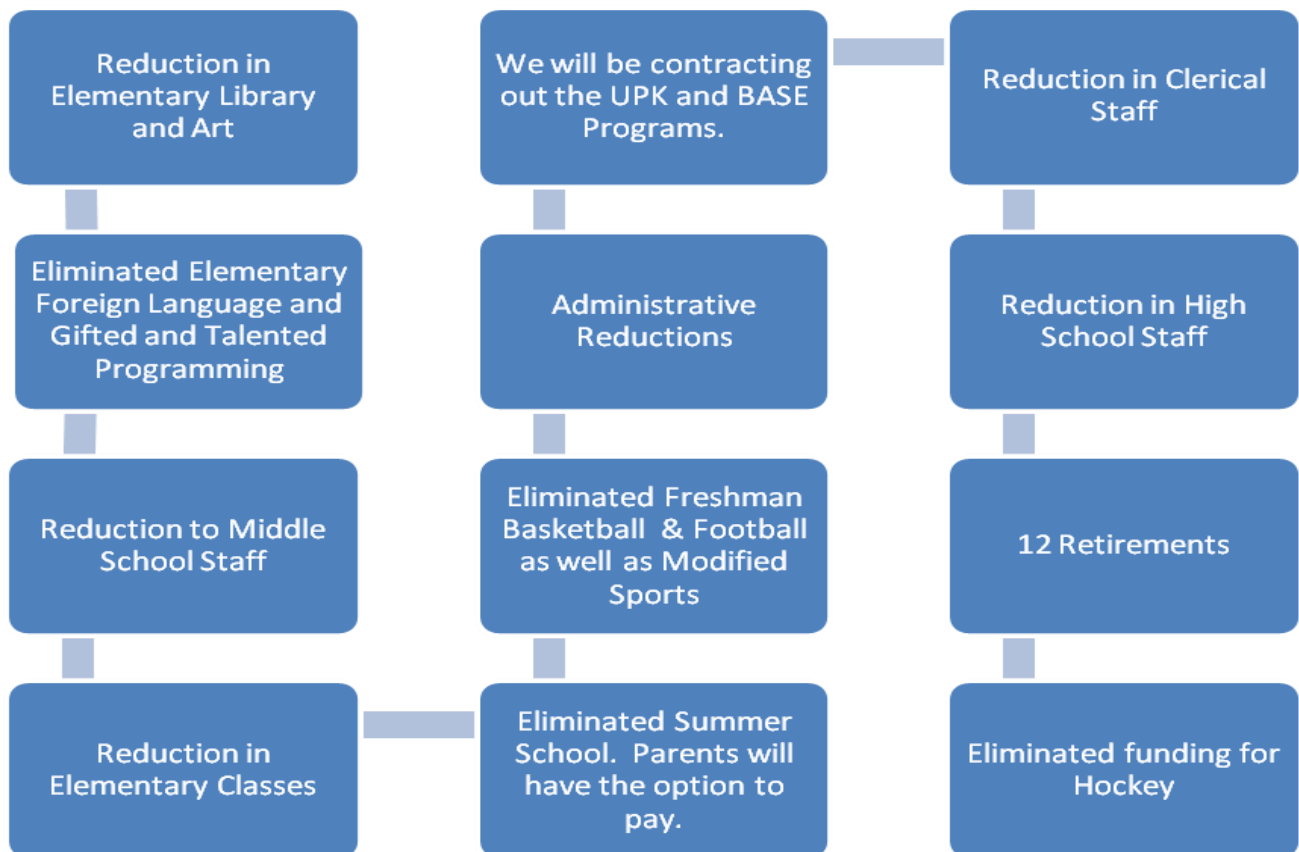 Reduction in
Elementary Library
and Art
Eliminated Elementary
Foreign Language and
Gifted and Talented
Programming
Reduction to Middle
School Staff
Reduction in
Elementary Classes
Eliminated Summer
School. Parents will
have the option to
pay.
Eliminated Freshman
Basketball & Football
as well as Modified
Sports
Administrative
Reductions
We will be contracting
out the UPK and BASE
Programs.
Reduction in Clerical
Staff
Reduction in High
School Staff
12 Retirements
Eliminated funding for
Hockey